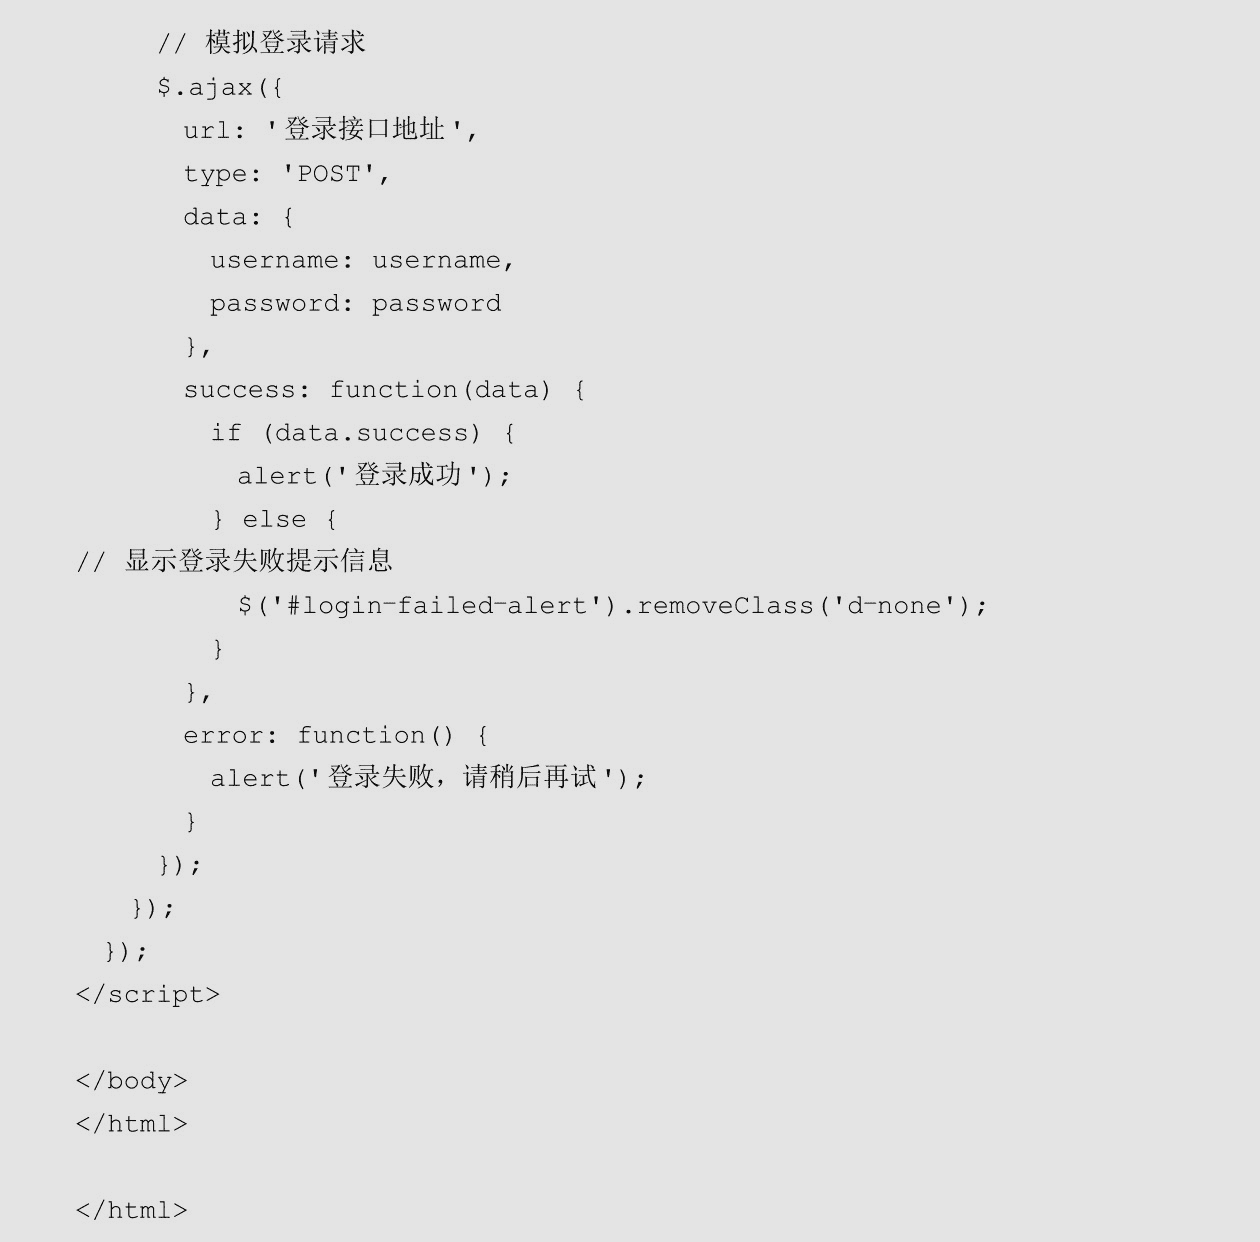 // 模拟登录请求
$.ajax({
url: '登录接口地址',
type: 'POST',
data: {
username: username,
password: password
},
success: function(data) {
if (data.success) {
alert('登录成功');
} else {
// 显示登录失败提示信息
$('#login-failed-alert').removeClass('d-none');
}
},
error: function() {
alert('登录失败，请稍后再试');
}
});
});
});
</script>
</body>
</html>
</html>